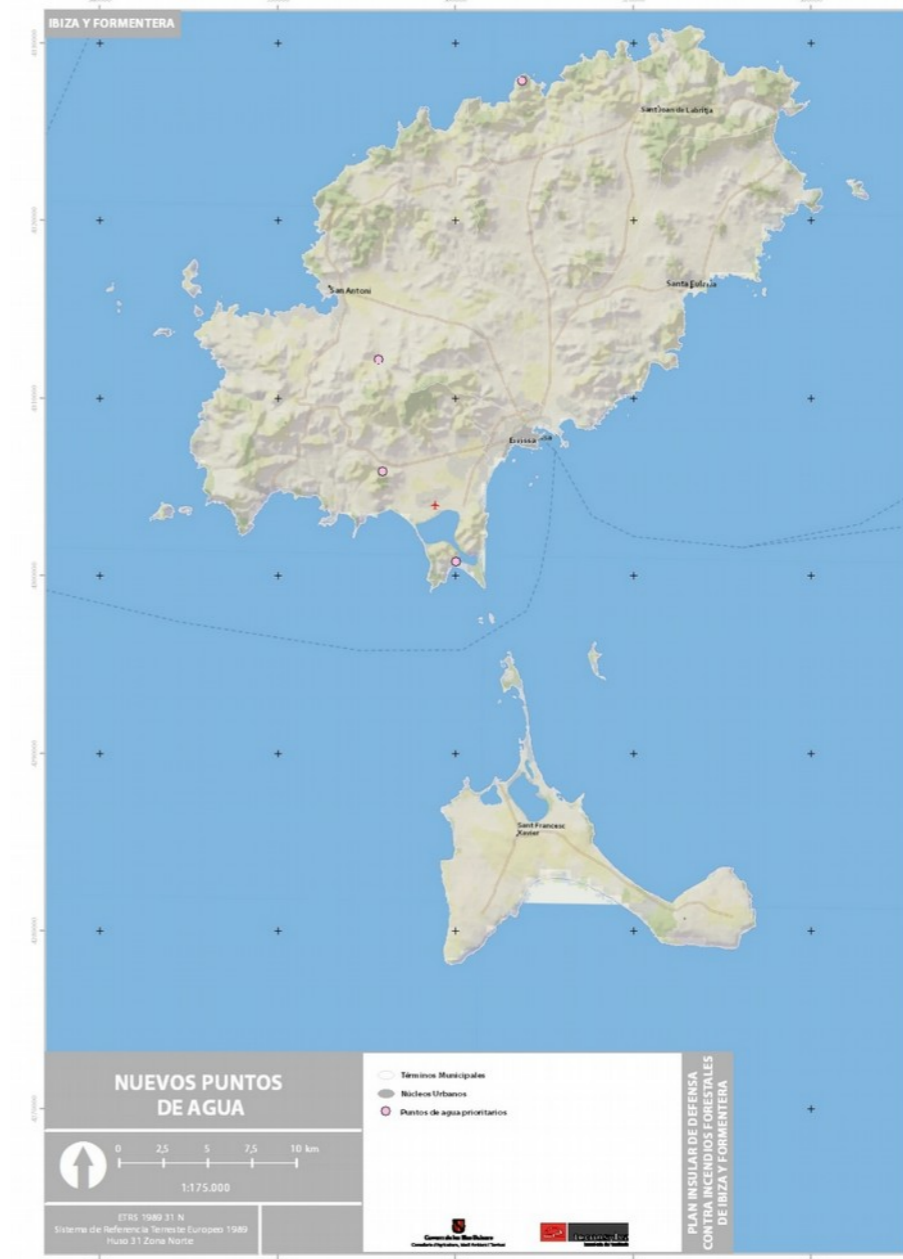 IBIZA Y FORMENTERA
Sant Joan de Labritja
San Antoni
Santa Eulalia
Eivissa
Sant Francesc
Xavier
NUEVOS PUNTOS
DE AGUA
0 2,5 5 7,5 10 km
1:175.000
ETRS 1989 31 N
Sistema de Referencia Terrestre Europeo 1989
Huso 31 Zona Norte
Términos Municipales
Núcleos Urbanos
Puntos de agua prioritarios
Govern de les Illes Balears
PLAN INSULAR DE DEFENSA
CONTRA INCENDIOS FORESTALES
DE IBIZA Y FORMENTERA